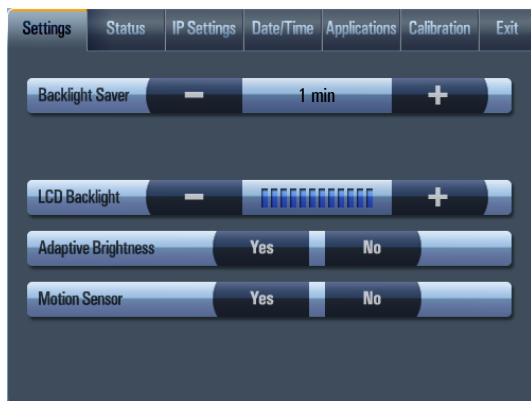 Settings Status IP Settings Date/Time Applications Calibration Exit
Backlight Saver − 1 min +
LCD Backlight − +
Adaptive Brightness Yes No
Motion Sensor Yes No